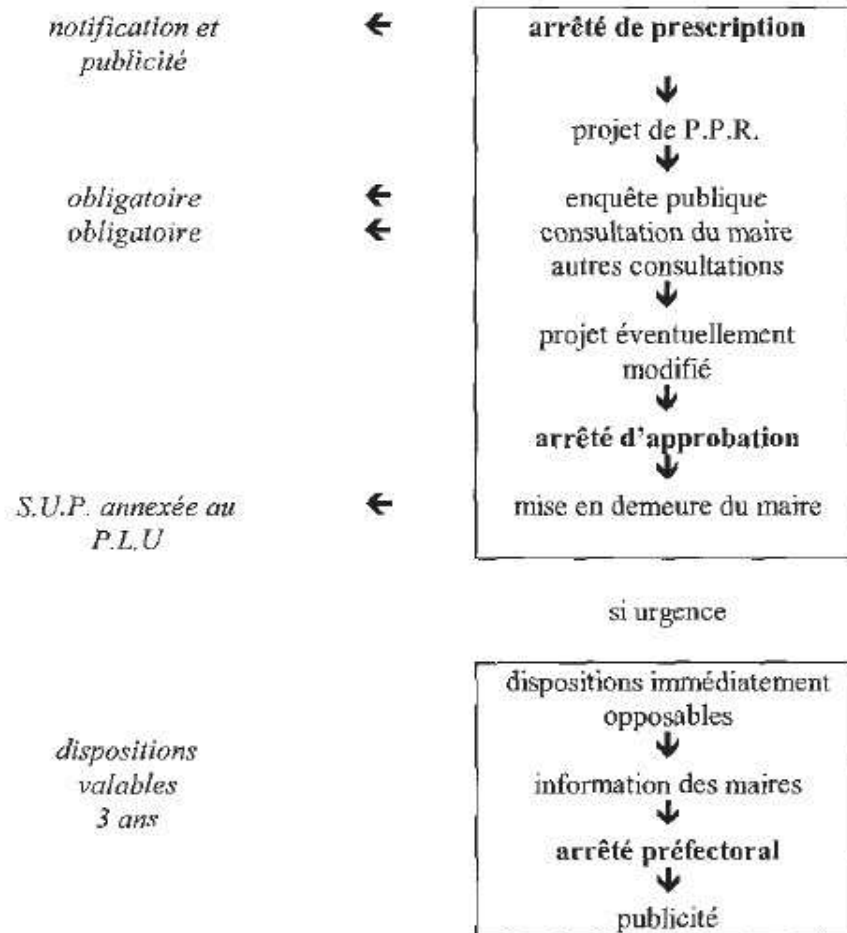 notification et
publicité
arrêté de prescription
projet de P.P.R.
obligatoire
enquête publique
obligatoire
consultation du maire
autres consultations
projet éventuellement
modifié
arrêté d'approbation
S.U.P. annexée au
P.L.U
mise en demeure du maire
si urgence
dispositions immédiatement
opposables
dispositions
valables
3 ans
information des maires
arrêté préfectoral
publicité